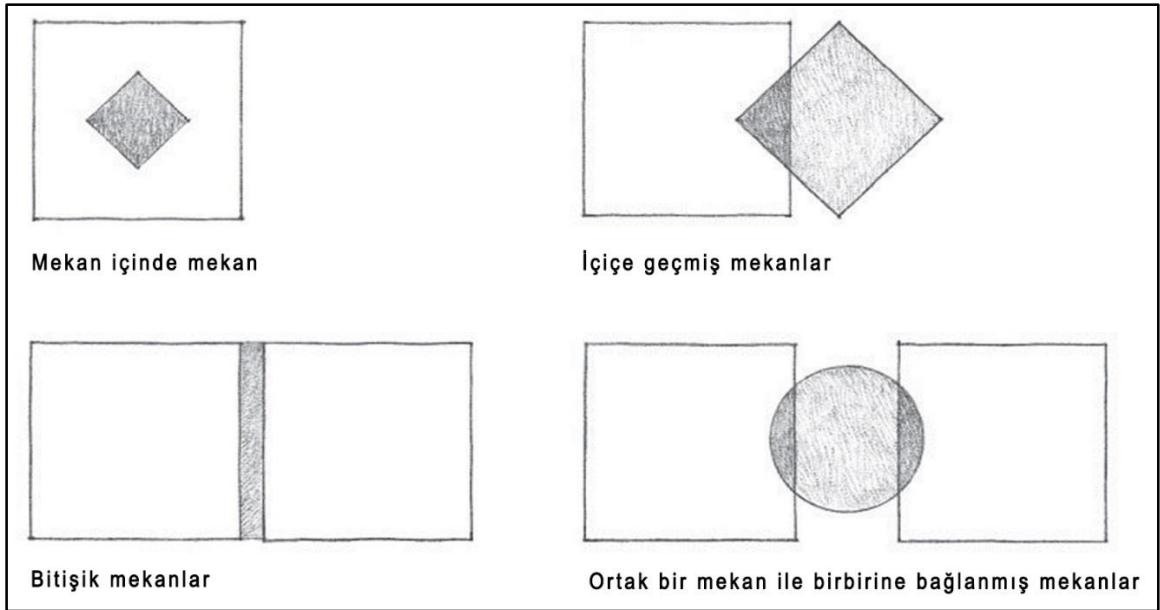 Mekan içinde mekan
İçiçe geçmiş mekanlar
Bitişik mekanlar
Ortak bir mekan ile birbirine bağlanmış mekanlar